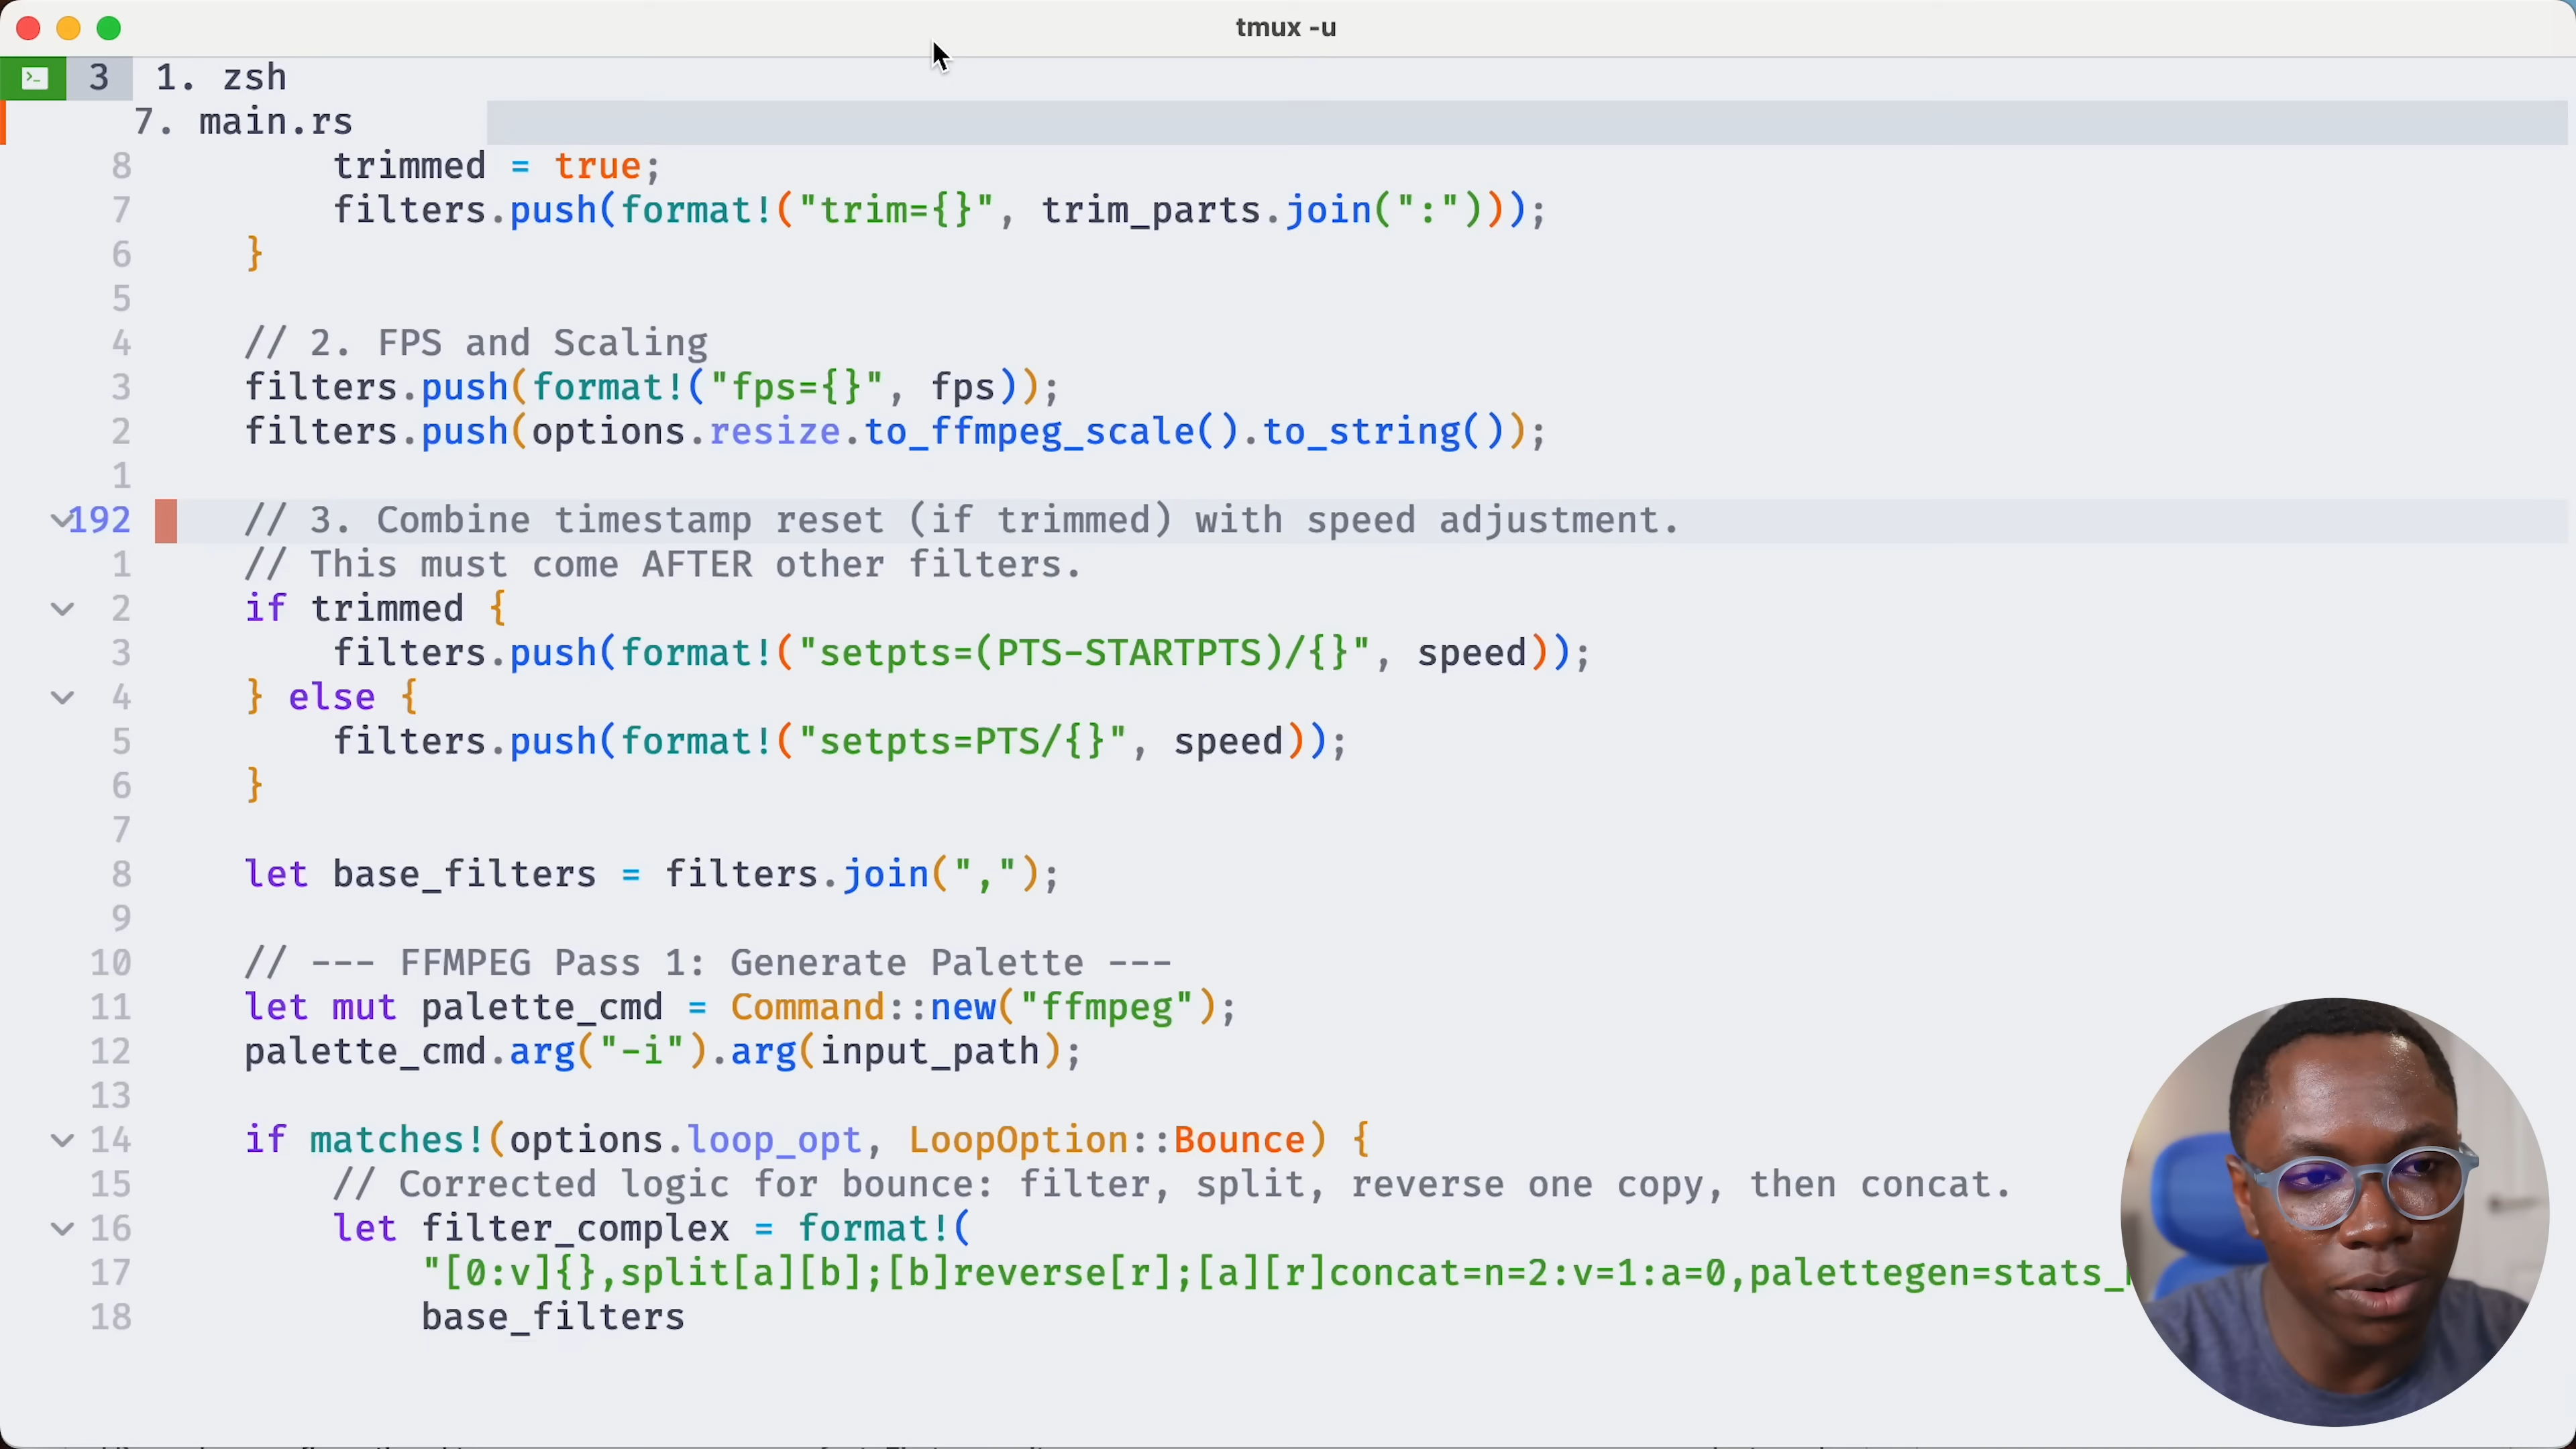 tmux -u
3 1. zsh
7. main.rs
8 trimmed = true;
7 filters.push(format!("trim={}", trim_parts.join(":")));
6 }
5
4 // 2. FPS and Scaling
3 filters.push(format!("fps={}", fps));
2 filters.push(options.resize.to_ffmpeg_scale().to_string());
1
192 // 3. Combine timestamp reset (if trimmed) with speed adjustment.
1 // This must come AFTER other filters.
2 if trimmed {
3 filters.push(format!("setpts=(PTS-STARTPTS)/{}", speed));
4 } else {
5 filters.push(format!("setpts=PTS/{}", speed));
6 }
7
8 let base_filters = filters.join(",");
9
10 // --- FFMPEG Pass 1: Generate Palette ---
11 let mut palette_cmd = Command::new("ffmpeg");
12 palette_cmd.arg("-i").arg(input_path);
13
14 if matches!(options.loop_opt, LoopOption::Bounce) {
15 // Corrected logic for bounce: filter, split, reverse one copy, then concat.
16 let filter_complex = format!(
17 "[0:v]{},split[a][b];[b]reverse[r];[a][r]concat=n=2:v=1:a=0,palettegen=stats_
18 base_filters